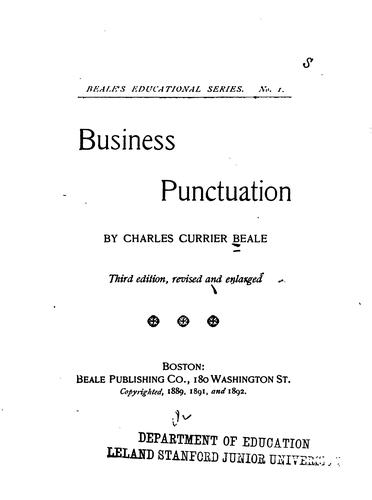 BEALE'S EDUCATIONAL SERIES. No. 1.
Business
Punctuation
BY CHARLES CURRIER BEALE
Third edition, revised and enlarged
BOSTON:
BEALE PUBLISHING CO., 180 WASHINGTON ST.
Copyrighted, 1889, 1891, and 1892.
DEPARTMENT OF EDUCATION
LELAND STANFORD JUNIOR UNIVERSITY